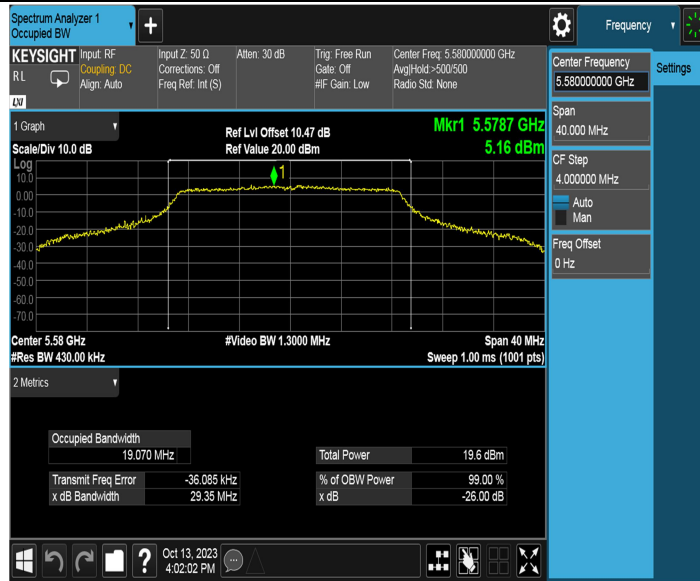 Spectrum Analyzer 1
Occupied BW
+
Frequency
KEYSIGHT
RL
LXI
Input: RF
Coupling: DC
Align: Auto
Input Z: 50 Ω
Corrections: Off
Freq Ref: Int (S)
Atten: 30 dB
Trig: Free Run
Gate: Off
#IF Gain: Low
Center Freq: 5.580000000 GHz
Avg|Hold:>500/500
Radio Std: None
Center Frequency
5.580000000 GHz
Settings
Span
40.000 MHz
CF Step
4.000000 MHz
Auto
Man
Freq Offset
0 Hz
1 Graph
Scale/Div 10.0 dB
Ref Lvl Offset 10.47 dB
Ref Value 20.00 dBm
Mkr1 5.5787 GHz
5.16 dBm
Log
10.0
0.00
-10.0
-20.0
-30.0
-40.0
-50.0
-60.0
-70.0
1
Center 5.58 GHz
#Res BW 430.00 kHz
#Video BW 1.3000 MHz
Span 40 MHz
Sweep 1.00 ms (1001 pts)
2 Metrics
Occupied Bandwidth
19.070 MHz
Total Power 19.6 dBm
Transmit Freq Error -36.085 kHz
x dB Bandwidth 29.35 MHz
% of OBW Power 99.00 %
x dB -26.00 dB
?
Oct 13, 2023
4:02:02 PM